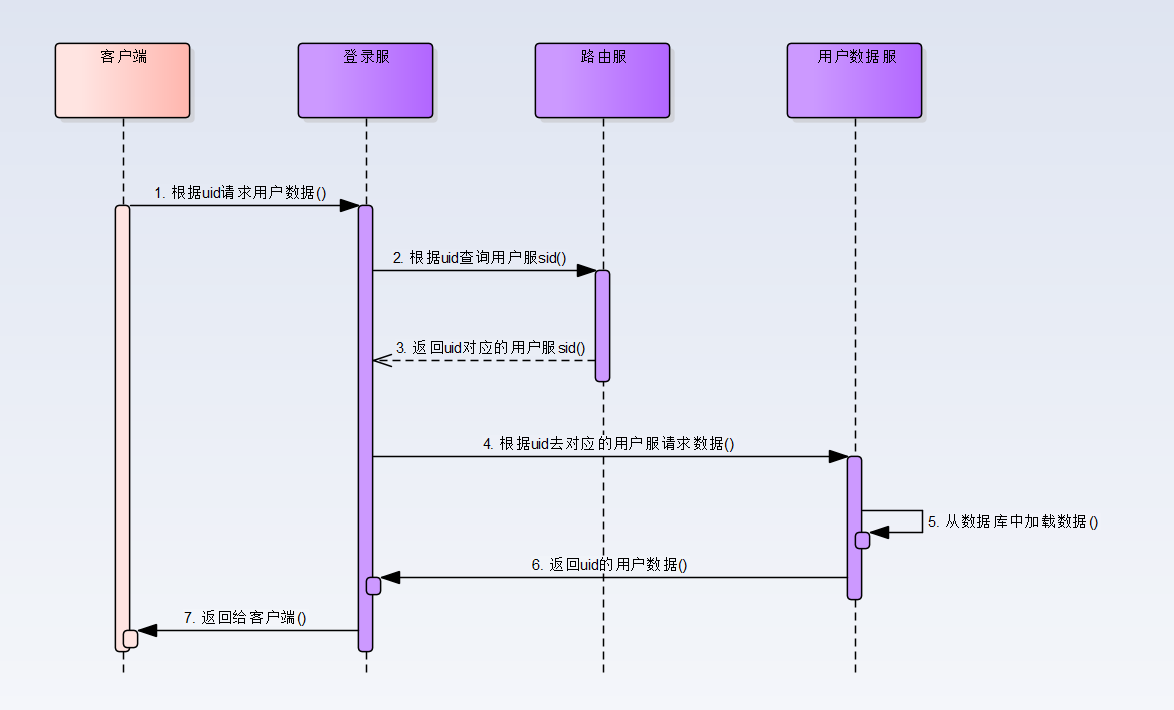 客户端
登录服
路由服
用户数据服
1. 根据uid请求用户数据()
2. 根据uid查询用户服sid()
3. 返回uid对应的用户服sid()
4. 根据uid去对应的用户服请求数据()
5. 从数据库中加载数据()
6. 返回uid的用户数据()
7. 返回给客户端()